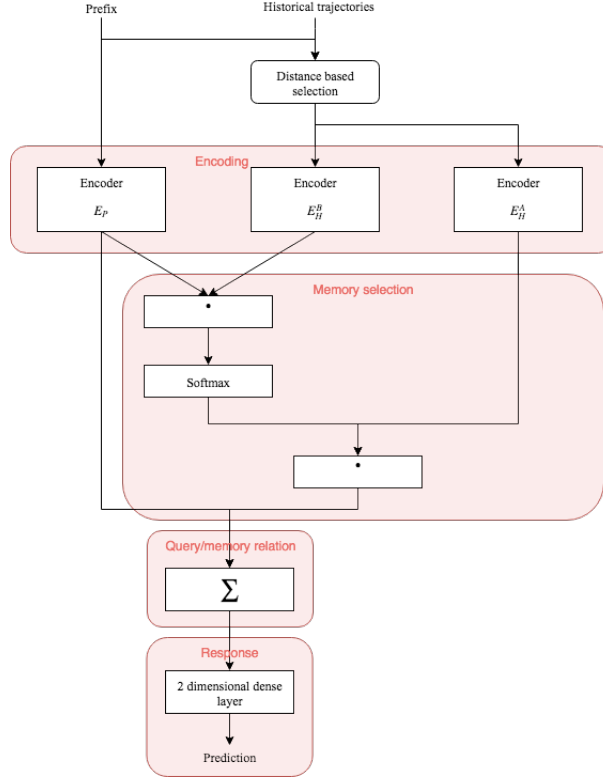 Prefix
Historical trajectories
Distance based
selection
Encoding
Encoder
E_P
Encoder
E_H^B
Encoder
E_H^A
Memory selection
•
Softmax
•
Query/memory relation
Σ
Response
2 dimensional dense
layer
Prediction